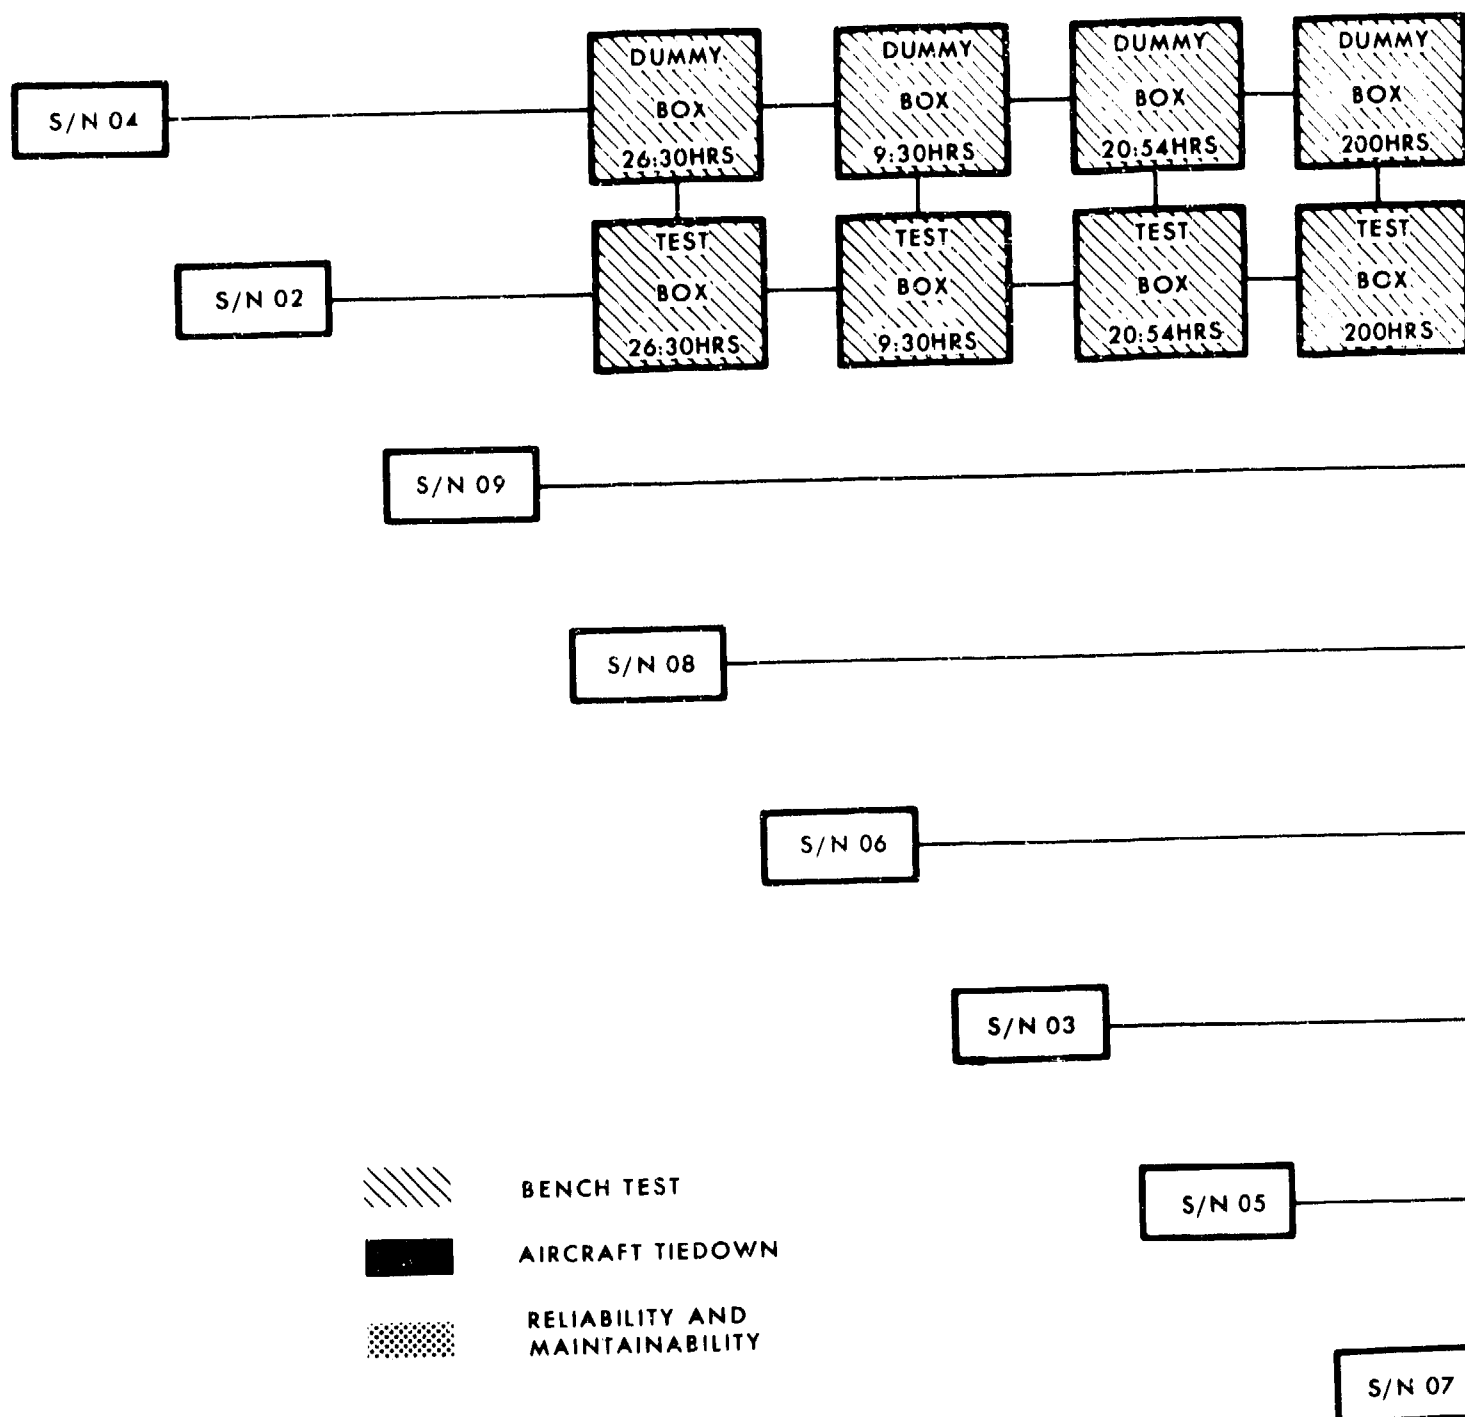 DUMMY
BOX
26:30HRS
DUMMY
BOX
9:30HRS
DUMMY
BOX
20:54HRS
DUMMY
BOX
200HRS
S/N 04
TEST
BOX
26:30HRS
TEST
BOX
9:30HRS
TEST
BOX
20:54HRS
TEST
BOX
200HRS
S/N 02
S/N 09
S/N 08
S/N 06
S/N 03
S/N 05
S/N 07
BENCH TEST
AIRCRAFT TIEDOWN
RELIABILITY AND
MAINTAINABILITY